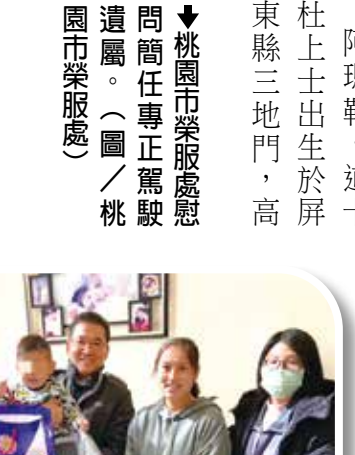 杜上士出生於屏
東縣三地門，高
⬇桃園市榮服處慰
問簡任專正駕駛
遺屬。（圖／桃
園市榮服處）